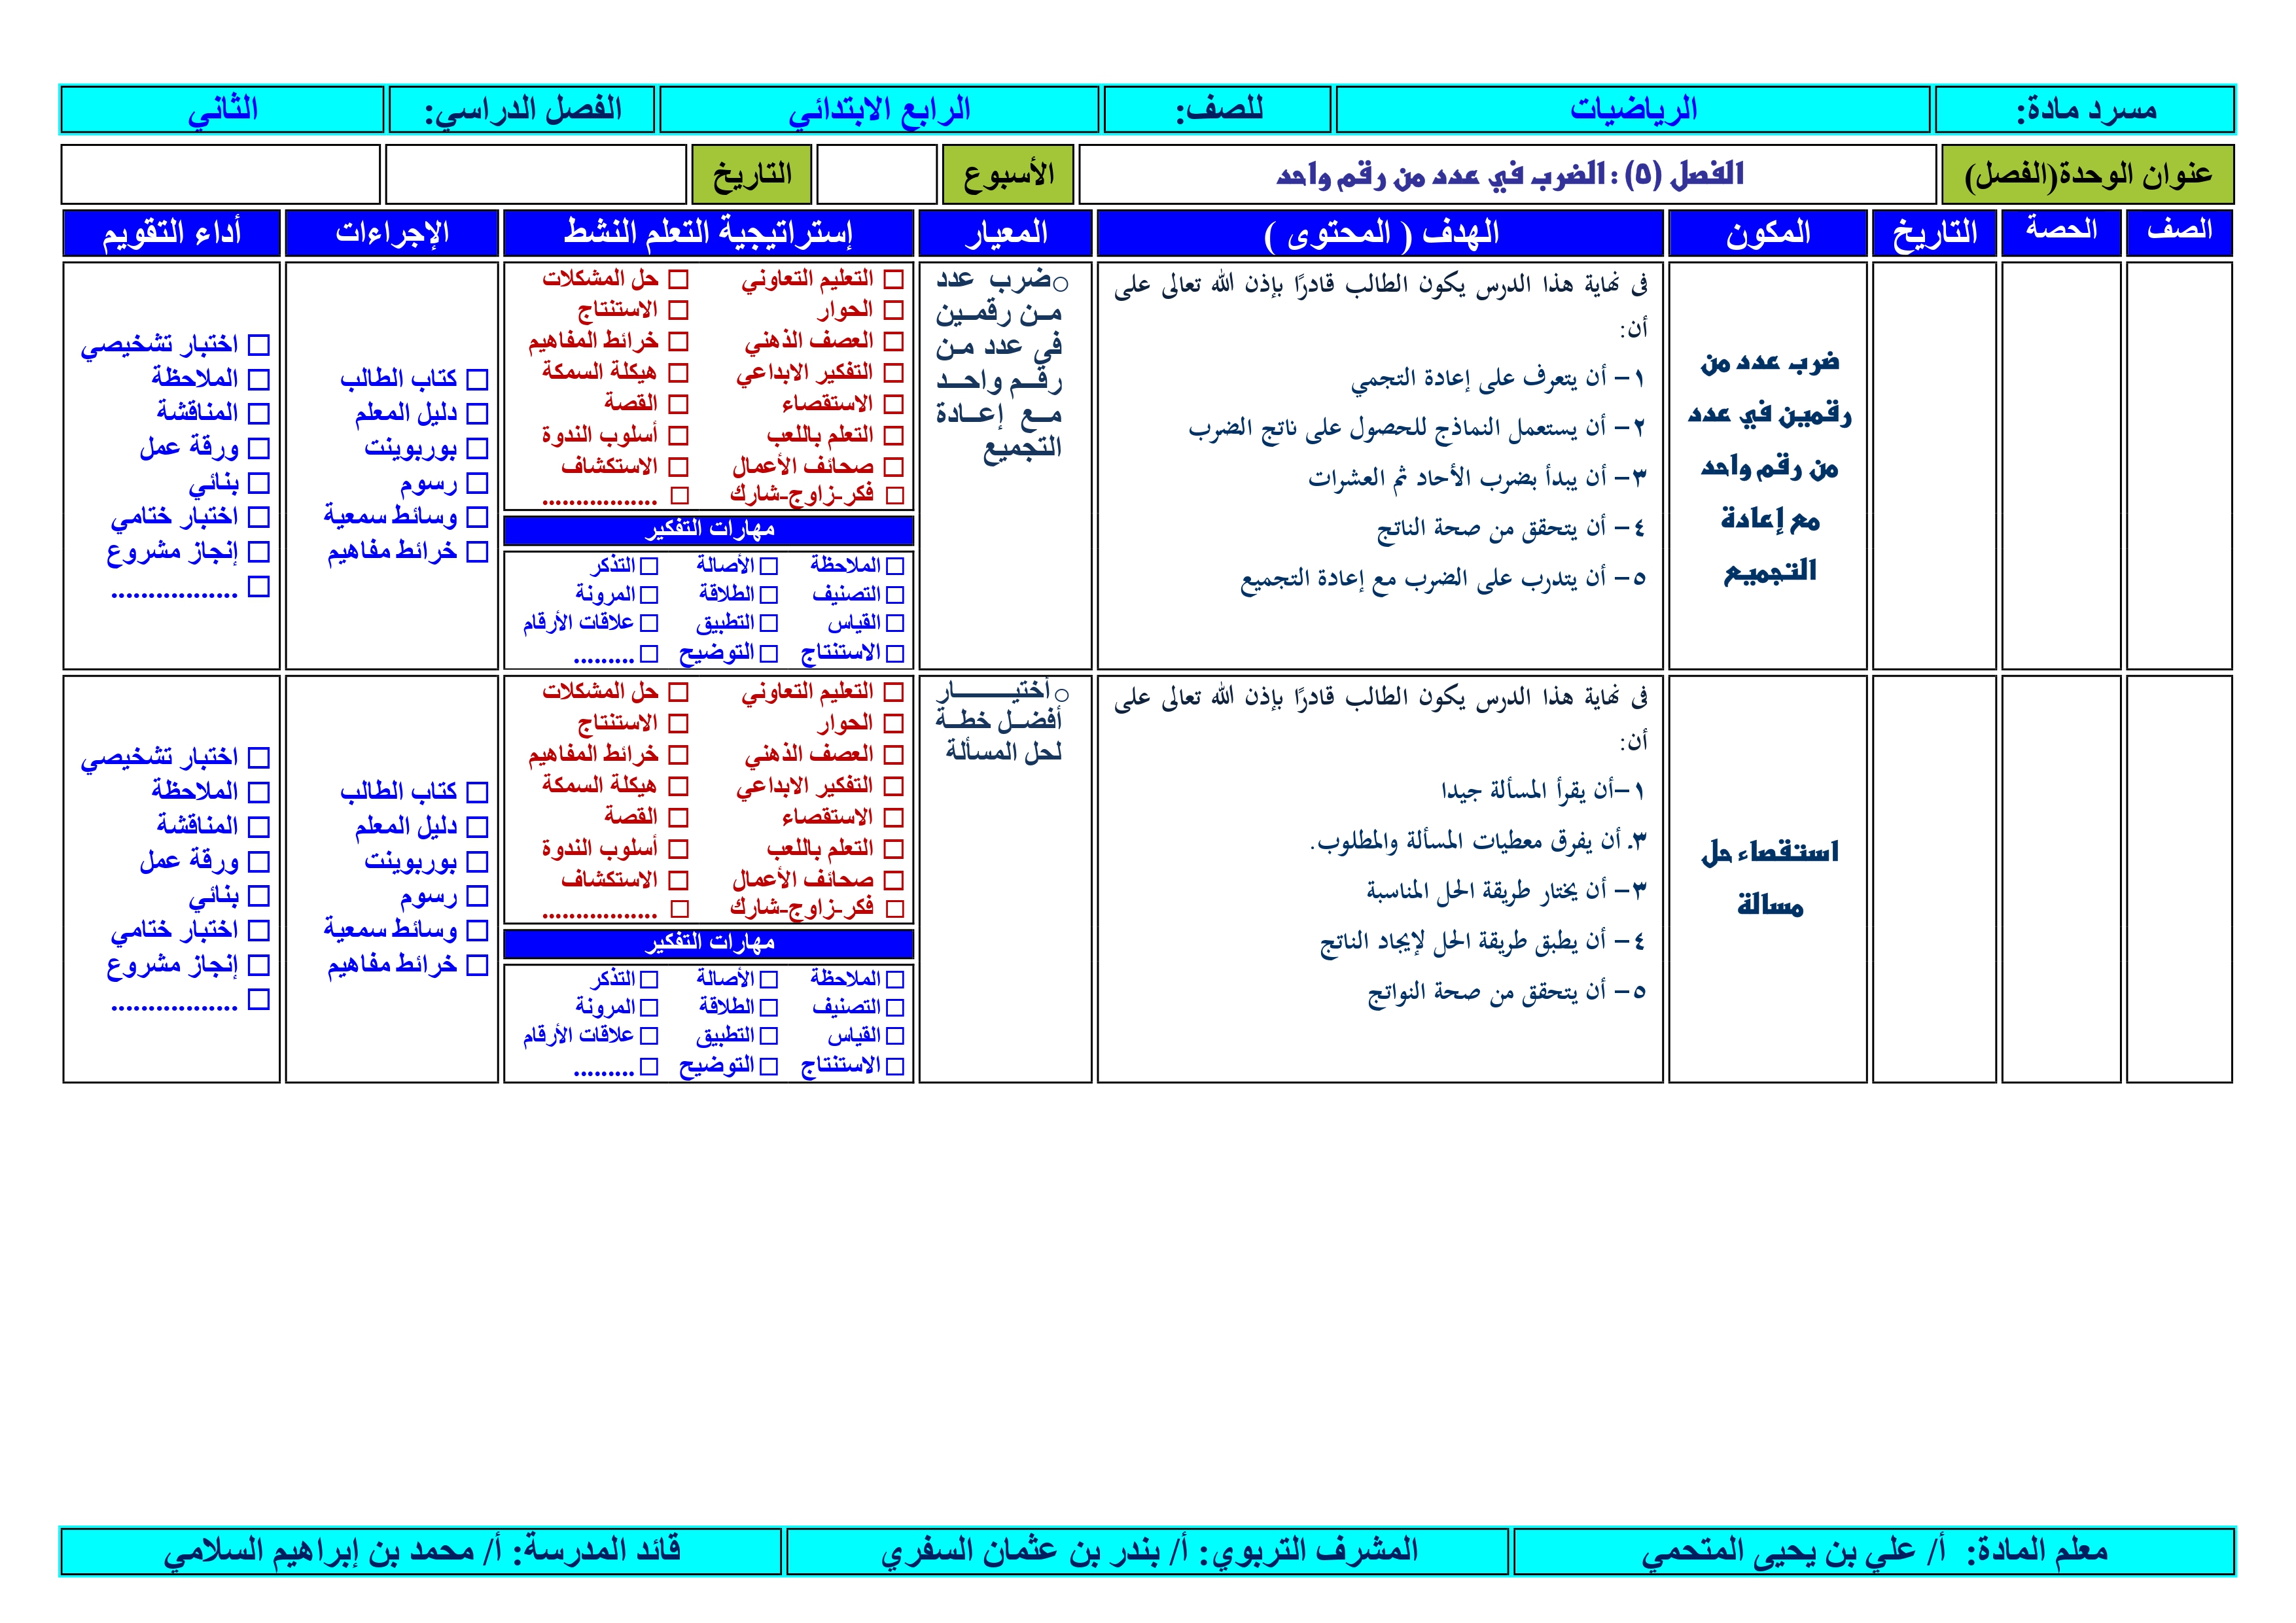 مسرد مادة: الرياضيات للصف: الرابع الابتدائي الفصل الدراسي: الثاني
عنوان الوحدة(الفصل) الفصل (٥) : الضرب في عدد من رقم واحد الأسبوع التاريخ
الصف الحصة التاريخ المكون الهدف ( المحتوى ) المعيار إستراتيجية التعلم النشط الإجراءات أداء التقويم
ضرب عدد من
رقمين في عدد
من رقم واحد
مع إعادة
التجميع
فى نهاية هذا الدرس يكون الطالب قادرًا بإذن الله تعالى على
أن:
١- أن يتعرف على إعادة التجمي
٢- أن يستعمل النماذج للحصول على ناتج الضرب
٣- أن يبدأ بضرب الأحاد ثم العشرات
٤- أن يتحقق من صحة الناتج
٥- أن يتدرب على الضرب مع إعادة التجميع
○ضرب عدد
مـن رقمـين
في عدد مـن
رقـــم واحـــد
مـــع إعـــادة
التجميع
□ التعليم التعاوني □ حل المشكلات
□ الحوار □ الاستنتاج
□ العصف الذهني □ خرائط المفاهيم
□ التفكير الابداعي □ هيكلة السمكة
□ الاستقصاء □ القصة
□ التعلم باللعب □ أسلوب الندوة
□ صحائف الأعمال □ الاستكشاف
□ فكر-زاوج-شارك □ .................
مهارات التفكير
□ الملاحظة □ الأصالة □ التذكر
□ التصنيف □ الطلاقة □ المرونة
□ القياس □ التطبيق □ علاقات الأرقام
□ الاستنتاج □ التوضيح □ .........
□ كتاب الطالب
□ دليل المعلم
□ بوربوينت
□ رسوم
□ وسائط سمعية
□ خرائط مفاهيم
□ اختبار تشخيصي
□ الملاحظة
□ المناقشة
□ ورقة عمل
□ بنائي
□ اختبار ختامي
□ إنجاز مشروع
□ .................
استقصاء حل
مسالة
فى نهاية هذا الدرس يكون الطالب قادرًا بإذن الله تعالى على
أن:
١-أن يقرأ المسألة جيدا
٣ـ أن يفرق معطيات المسألة والمطلوب.
٣- أن يختار طريقة الحل المناسبة
٤- أن يطبق طريقة الحل لإيجاد الناتج
٥- أن يتحقق من صحة النواتج
○أختيـــــــار
أفضـل خطـة
لحل المسألة
□ التعليم التعاوني □ حل المشكلات
□ الحوار □ الاستنتاج
□ العصف الذهني □ خرائط المفاهيم
□ التفكير الابداعي □ هيكلة السمكة
□ الاستقصاء □ القصة
□ التعلم باللعب □ أسلوب الندوة
□ صحائف الأعمال □ الاستكشاف
□ فكر-زاوج-شارك □ .................
مهارات التفكير
□ الملاحظة □ الأصالة □ التذكر
□ التصنيف □ الطلاقة □ المرونة
□ القياس □ التطبيق □ علاقات الأرقام
□ الاستنتاج □ التوضيح □ .........
□ كتاب الطالب
□ دليل المعلم
□ بوربوينت
□ رسوم
□ وسائط سمعية
□ خرائط مفاهيم
□ اختبار تشخيصي
□ الملاحظة
□ المناقشة
□ ورقة عمل
□ بنائي
□ اختبار ختامي
□ إنجاز مشروع
□ .................
معلم المادة: أ/ علي بن يحيى المتحمي المشرف التربوي: أ/ بندر بن عثمان السفري قائد المدرسة: أ/ محمد بن إبراهيم السلامي